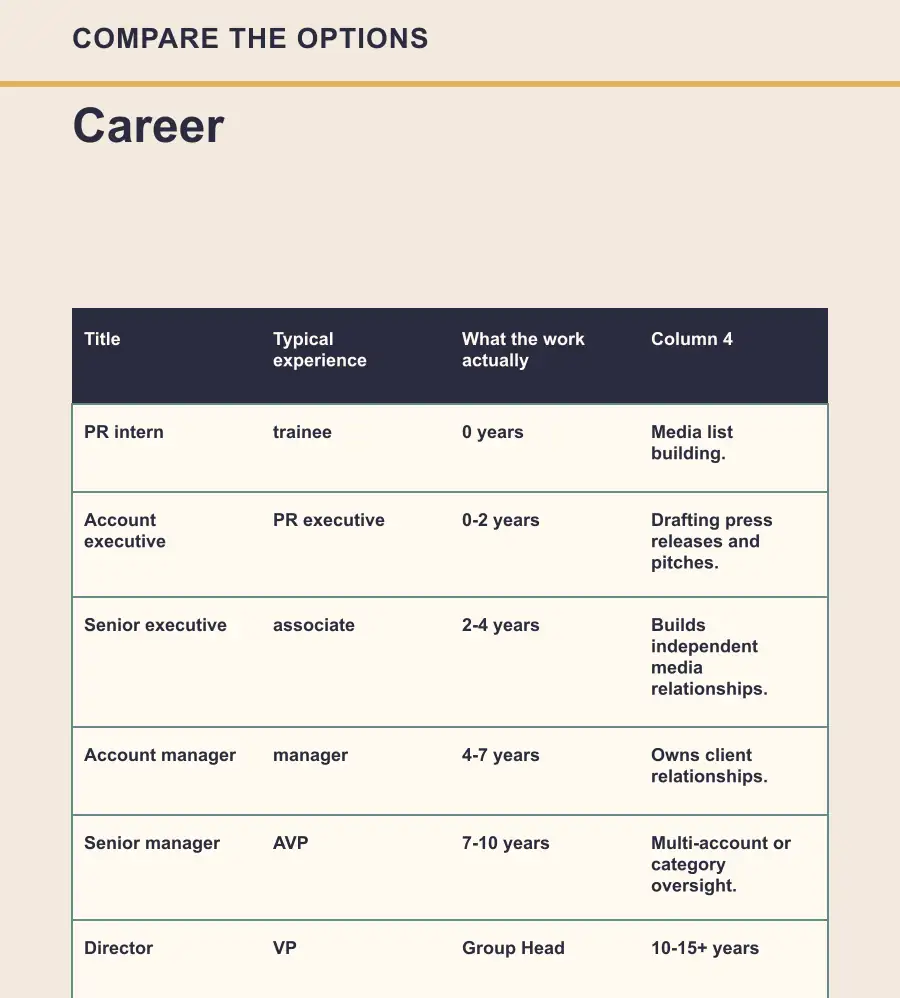 COMPARE THE OPTIONS
Career
Title
Typical
experience
What the work
actually
Column 4
PR intern
trainee
0 years
Media list
building.
Account
executive
PR executive
0-2 years
Drafting press
releases and
pitches.
Senior executive
associate
2-4 years
Builds
independent
media
relationships.
Account manager
manager
4-7 years
Owns client
relationships.
Senior manager
AVP
7-10 years
Multi-account or
category
oversight.
Director
VP
Group Head
10-15+ years